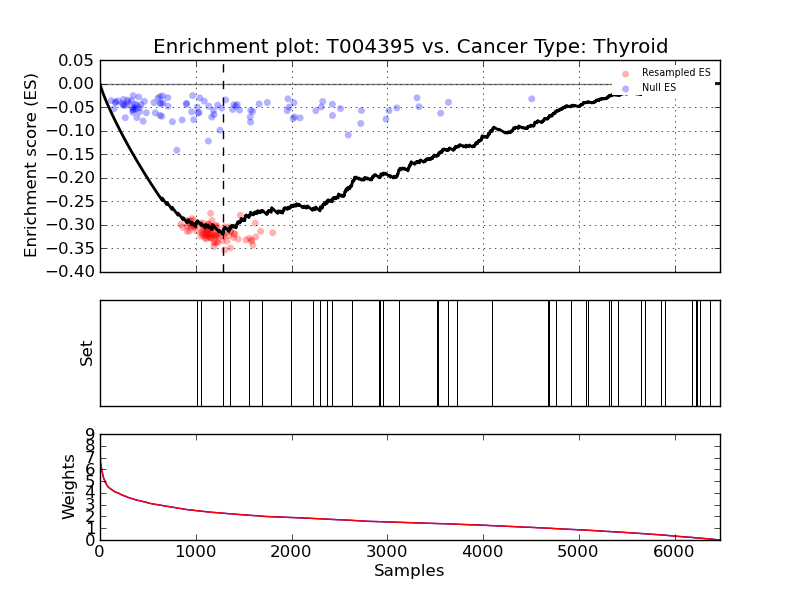 Enrichment plot: T004395 vs. Cancer Type: Thyroid
Enrichment score (ES)
0.05
0.00
−0.05
−0.10
−0.15
−0.20
−0.25
−0.30
−0.35
−0.40
Resampled ES
Null ES
Set
Weights
9
8
7
6
5
4
3
2
1
0
0 1000 2000 3000 4000 5000 6000
Samples